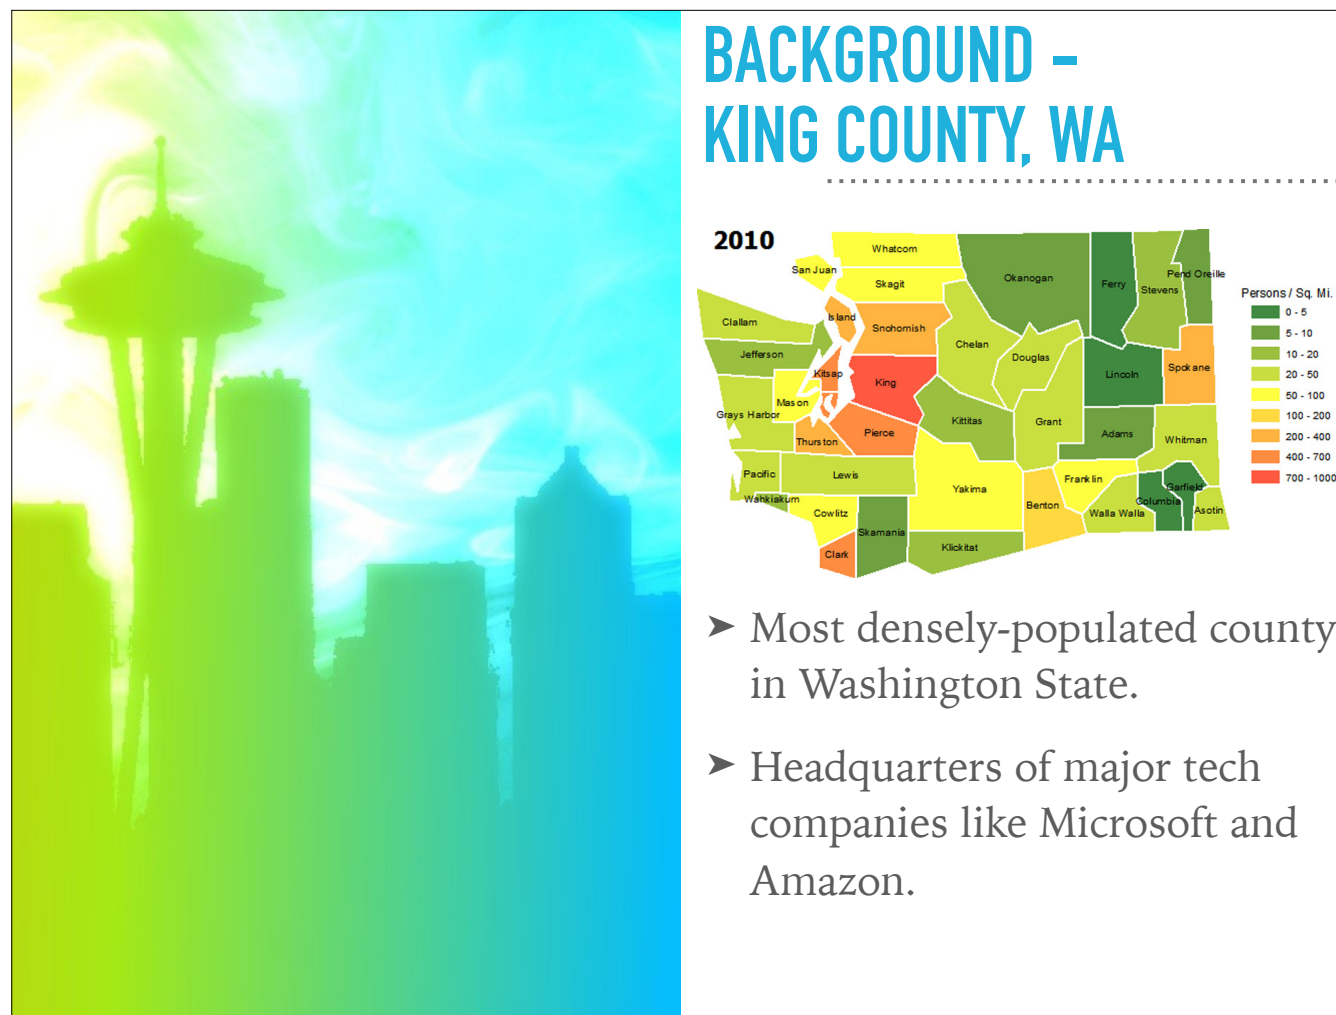 BACKGROUND –
KING COUNTY, WA
2010
Whatcom
San Juan
Skagit
Okanogan
Ferry
Stevens
Pend Oreille
Clallam
Island
Snohomish
Chelan
Douglas
Jefferson
Kitsap
King
Lincoln
Spokane
Mason
Grays Harbor
Kittitas
Grant
Adams
Whitman
Thurston
Pierce
Pacific
Lewis
Yakima
Franklin
Garfield
Wahkiakum
Cowlitz
Benton
Columbia
Walla Walla
Asotin
Skamania
Clark
Klickitat
Persons / Sq. Mi.
0 - 5
5 - 10
10 - 20
20 - 50
50 - 100
100 - 200
200 - 400
400 - 700
700 - 1000
➤ Most densely-populated county
in Washington State.
➤ Headquarters of major tech
companies like Microsoft and
Amazon.